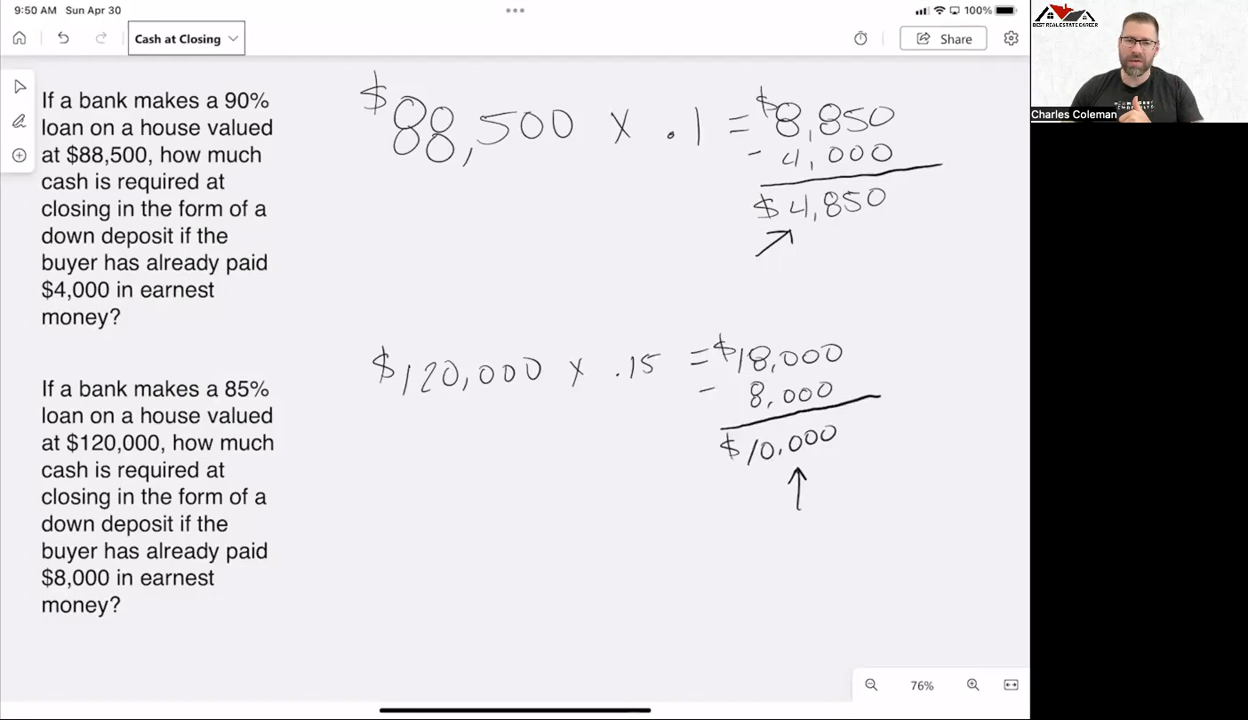 9:50 AM Sun Apr 30
100%
Cash at Closing
Share
BEST REAL ESTATE CAREER
Charles Coleman
If a bank makes a 90%
loan on a house valued
at $88,500, how much
cash is required at
closing in the form of a
down deposit if the
buyer has already paid
$4,000 in earnest
money?
$88,500 x .1 = $8,850
- 4,000
$4,850
If a bank makes a 85%
loan on a house valued
at $120,000, how much
cash is required at
closing in the form of a
down deposit if the
buyer has already paid
$8,000 in earnest
money?
$120,000 x .15 = $18,000
- 8,000
$10,000
76%